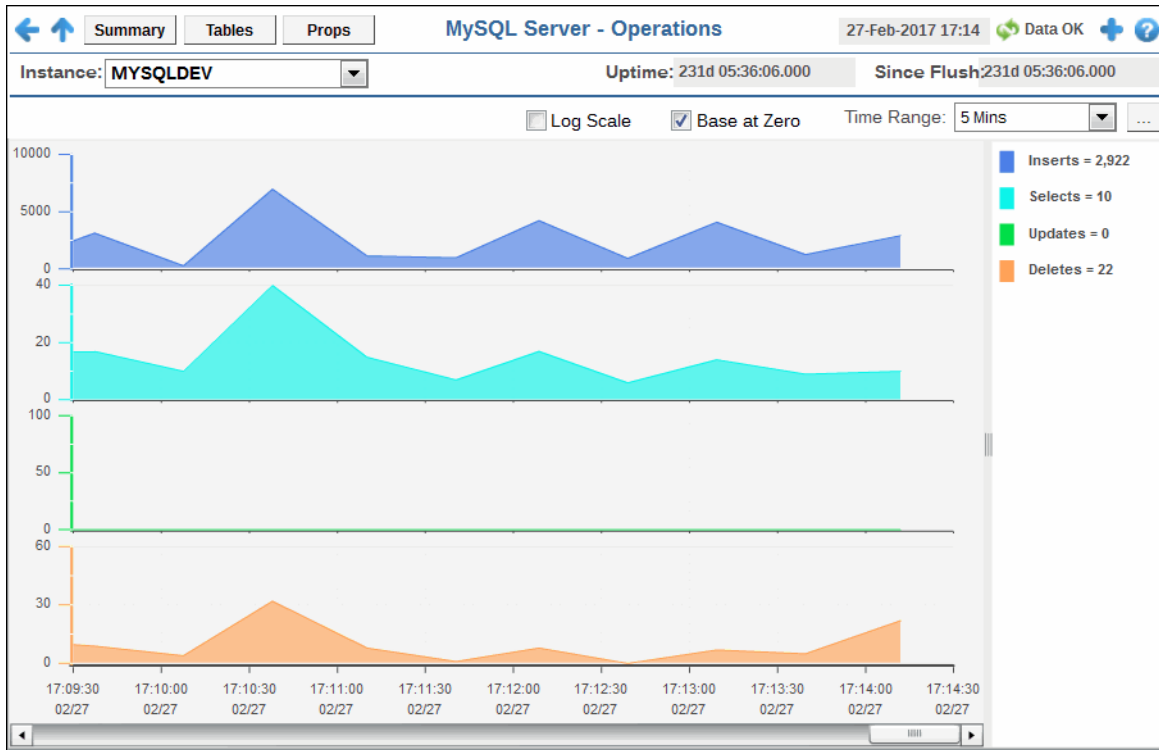 Summary Tables Props MySQL Server - Operations 27-Feb-2017 17:14 Data OK
Instance: MYSQLDEV Uptime: 231d 05:36:06.000 Since Flush: 231d 05:36:06.000
Log Scale Base at Zero Time Range: 5 Mins ...
10000
5000
0
40
20
0
100
50
0
60
30
0
Inserts = 2,922
Selects = 10
Updates = 0
Deletes = 22
17:09:30 17:10:00 17:10:30 17:11:00 17:11:30 17:12:00 17:12:30 17:13:00 17:13:30 17:14:00 17:14:30
02/27 02/27 02/27 02/27 02/27 02/27 02/27 02/27 02/27 02/27 02/27